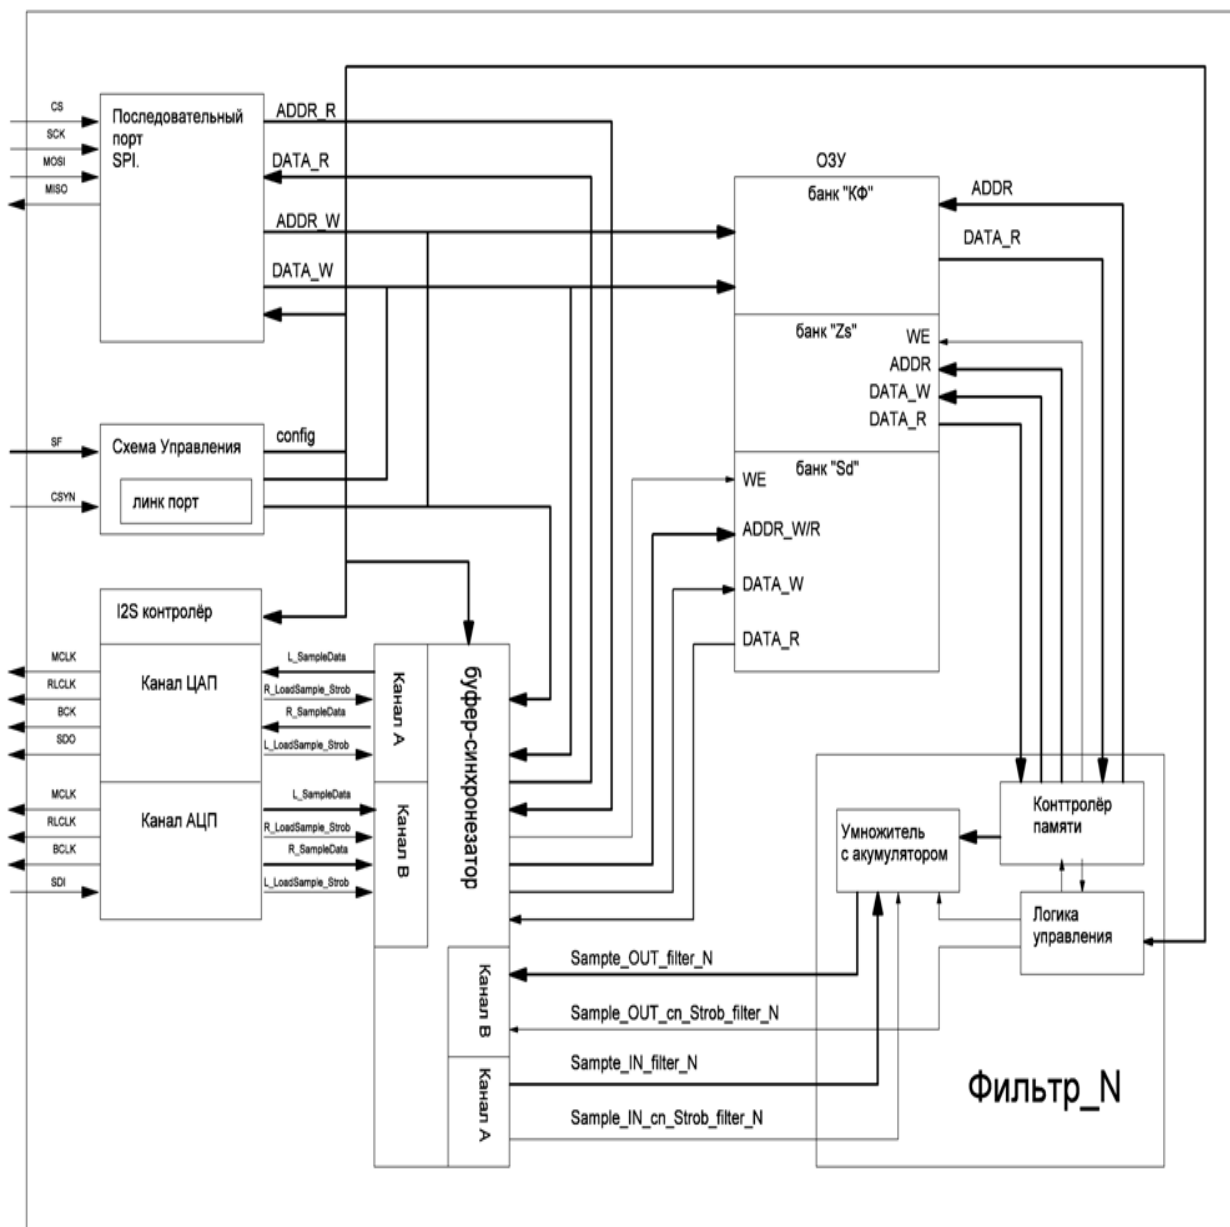 CS
SCK
MOSI
MISO
Последовательный
порт
SPI.
ADDR_R
DATA_R
ADDR_W
DATA_W
ОЗУ
банк "КФ"
ADDR
DATA_R
банк "Zs"
WE
ADDR
DATA_W
DATA_R
банк "Sd"
WE
ADDR_W/R
DATA_W
DATA_R
SF
CSYN
Схема Управления
линк порт
config
I2S контролёр
MCLK
RLCLK
BCK
SDO
Канал ЦАП
L_SampleData
R_LoadSample_Strob
R_SampleData
L_LoadSample_Strob
Канал А
MCLK
RLCLK
BCLK
SDI
Канал АЦП
L_SampleData
R_LoadSample_Strob
R_SampleData
L_LoadSample_Strob
Канал В
буфер-синхронезатор
Канал В
Канал А
Sampte_OUT_filter_N
Sample_OUT_cn_Strob_filter_N
Sampte_IN_filter_N
Sample_IN_cn_Strob_filter_N
Конттролёр
памяти
Умножитель
с акумулятором
Логика
управления
Фильтр_N